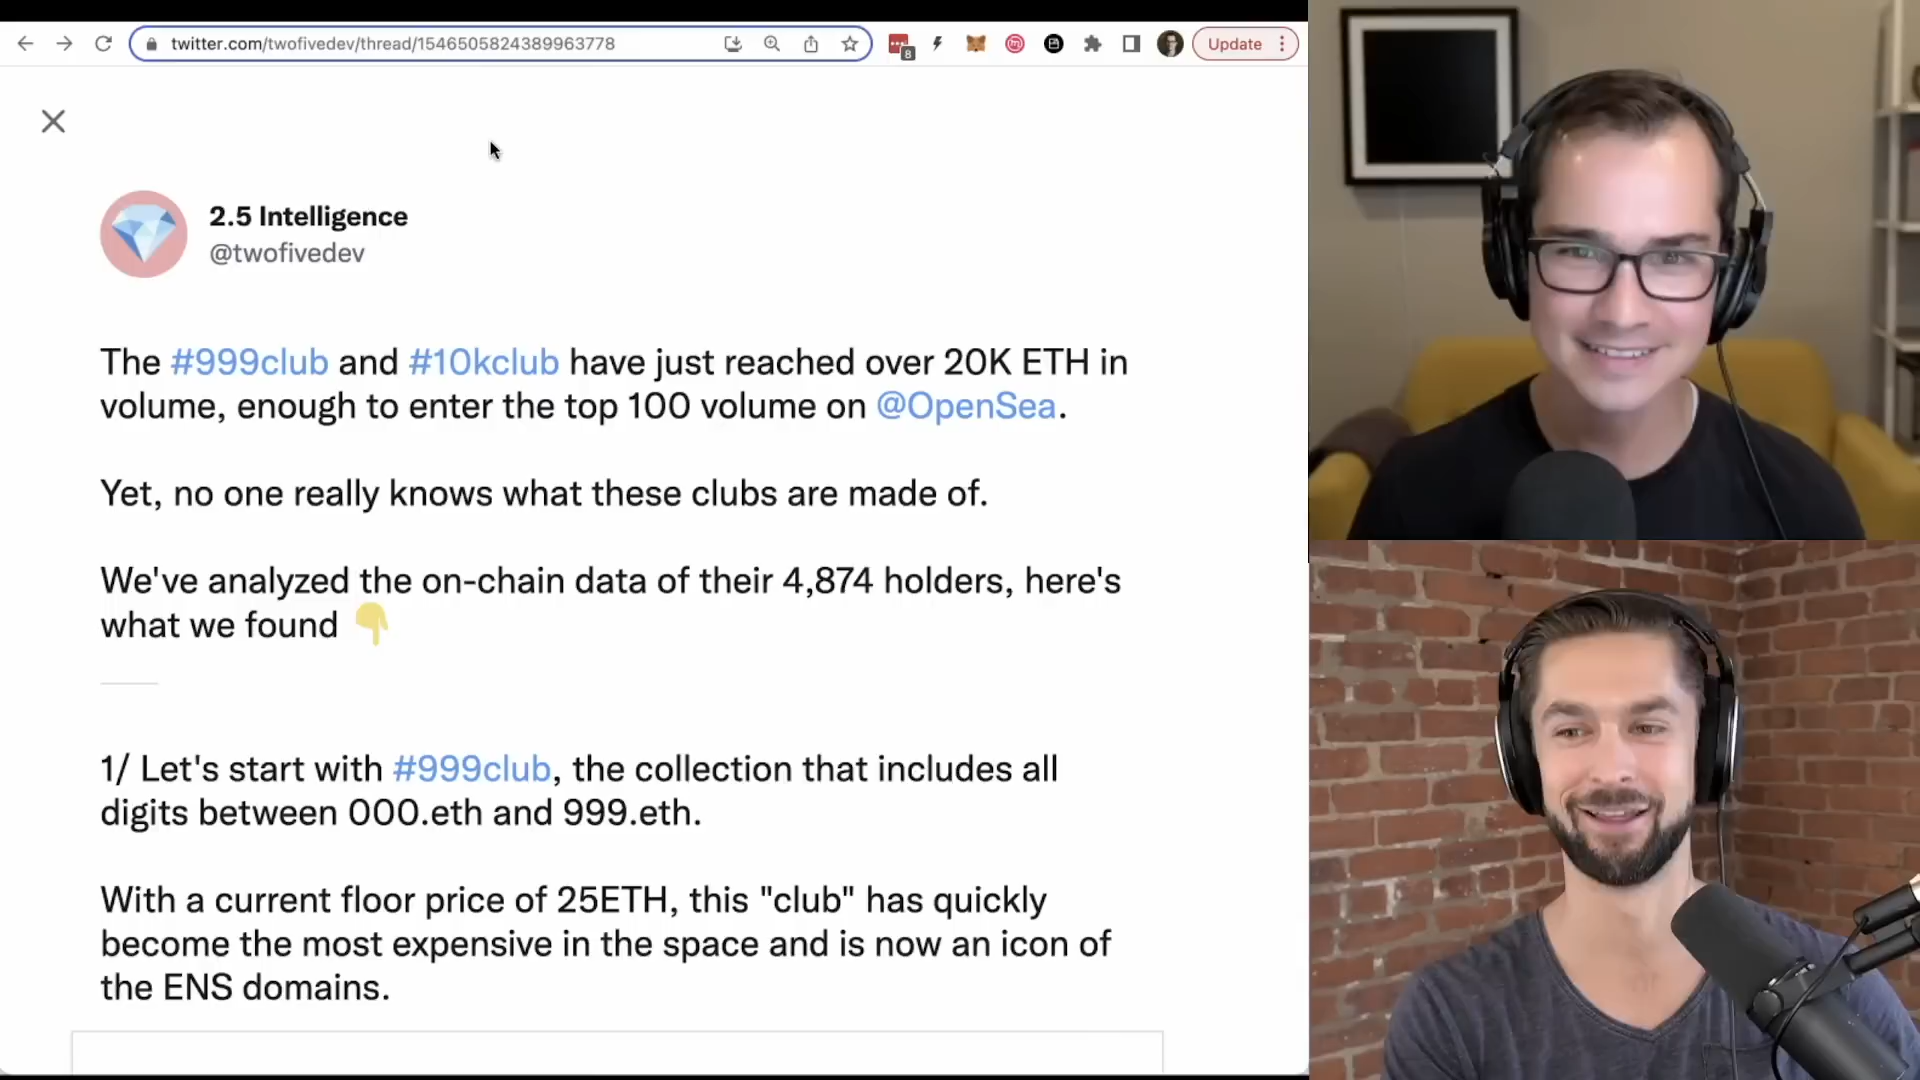 twitter.com/twofivedev/thread/1546505824389963778
8
Update
2.5 Intelligence
@twofivedev
The #999club and #10kclub have just reached over 20K ETH in
volume, enough to enter the top 100 volume on @OpenSea.
Yet, no one really knows what these clubs are made of.
We've analyzed the on-chain data of their 4,874 holders, here's
what we found 👇
1/ Let's start with #999club, the collection that includes all
digits between 000.eth and 999.eth.
With a current floor price of 25ETH, this "club" has quickly
become the most expensive in the space and is now an icon of
the ENS domains.